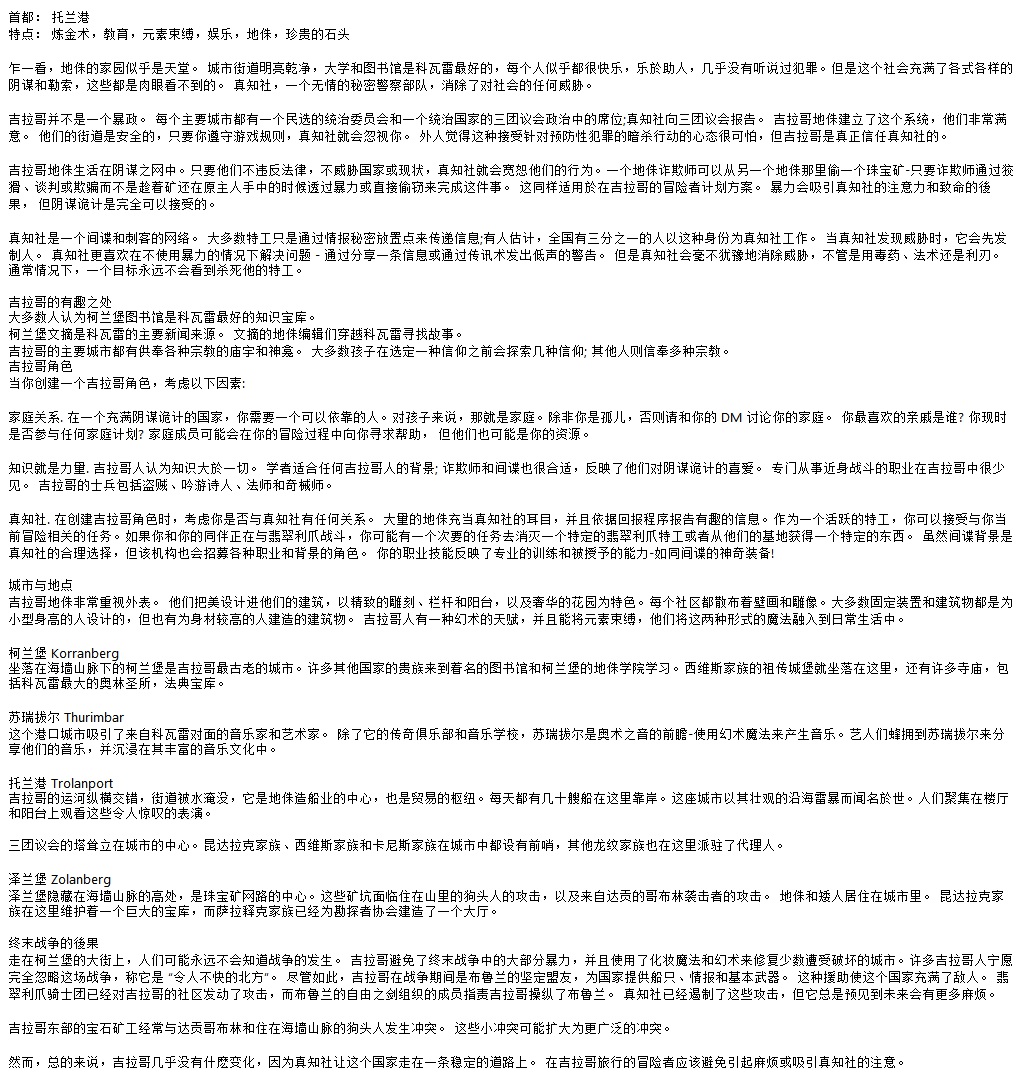 首都： 托兰港
特点： 炼金术，教育，元素束缚，娱乐，地侏，珍贵的石头
乍一看，地侏的家园似乎是天堂。 城市街道明亮乾净，大学和图书馆是科瓦雷最好的，每个人似乎都很快乐，乐於助人，几乎没有听说过犯罪。但是这个社会充满了各式各样的
阴谋和勒索，这些都是肉眼看不到的。 真知社，一个无情的秘密警察部队，消除了对社会的任何威胁。
吉拉哥并不是一个暴政。 每个主要城市都有一个民选的统治委员会和一个统治国家的三团议会政治中的席位;真知社向三团议会报告。 吉拉哥地侏建立了这个系统，他们非常满
意。 他们的街道是安全的，只要你遵守游戏规则，真知社就会忽视你。 外人觉得这种接受针对预防性犯罪的暗杀行动的心态很可怕，但吉拉哥是真正信任真知社的。
吉拉哥地侏生活在阴谋之网中。只要他们不违反法律，不威胁国家或现状，真知社就会宽恕他们的行为。一个地侏诈欺师可以从另一个地侏那里偷一个珠宝矿-只要诈欺师通过狡
猾、谈判或欺骗而不是趁着矿还在原主人手中的时候透过暴力或直接偷窃来完成这件事。 这同样适用於在吉拉哥的冒险者计划方案。 暴力会吸引真知社的注意力和致命的後
果， 但阴谋诡计是完全可以接受的。
真知社是一个间谍和刺客的网络。 大多数特工只是通过情报秘密放置点来传递信息;有人估计，全国有三分之一的人以这种身份为真知社工作。 当真知社发现威胁时，它会先发
制人。 真知社更喜欢在不使用暴力的情况下解决问题 - 通过分享一条信息或通过传讯术发出低声的警告。 但是真知社会毫不犹豫地消除威胁，不管是用毒药、法术还是利刃。
通常情况下，一个目标永远不会看到杀死他的特工。
吉拉哥的有趣之处
大多数人认为柯兰堡图书馆是科瓦雷最好的知识宝库。
柯兰堡文摘是科瓦雷的主要新闻来源。 文摘的地侏编辑们穿越科瓦雷寻找故事。
吉拉哥的主要城市都有供奉各种宗教的庙宇和神龛。 大多数孩子在选定一种信仰之前会探索几种信仰; 其他人则信奉多种宗教。
吉拉哥角色
当你创建一个吉拉哥角色，考虑以下因素:
家庭关系. 在一个充满阴谋诡计的国家，你需要一个可以依靠的人。对孩子来说，那就是家庭。除非你是孤儿，否则请和你的 DM 讨论你的家庭。 你最喜欢的亲戚是谁? 你现时
是否参与任何家庭计划? 家庭成员可能会在你的冒险过程中向你寻求帮助， 但他们也可能是你的资源。
知识就是力量. 吉拉哥人认为知识大於一切。 学者适合任何吉拉哥人的背景; 诈欺师和间谍也很合适，反映了他们对阴谋诡计的喜爱。 专门从事近身战斗的职业在吉拉哥中很少
见。 吉拉哥的士兵包括盗贼、吟游诗人、法师和奇械师。
真知社. 在创建吉拉哥角色时，考虑你是否与真知社有任何关系。 大量的地侏充当真知社的耳目，并且依据回报程序报告有趣的信息。作为一个活跃的特工，你可以接受与你当
前冒险相关的任务。如果你和你的同伴正在与翡翠利爪战斗，你可能有一个次要的任务去消灭一个特定的翡翠利爪特工或者从他们的基地获得一个特定的东西。 虽然间谍背景是
真知社的合理选择，但该机构也会招募各种职业和背景的角色。 你的职业技能反映了专业的训练和被授予的能力-如同间谍的神奇装备!
城市与地点
吉拉哥地侏非常重视外表。 他们把美设计进他们的建筑，以精致的雕刻、栏杆和阳台，以及奢华的花园为特色。每个社区都散布着壁画和雕像。大多数固定装置和建筑物都是为
小型身高的人设计的，但也有为身材较高的人建造的建筑物。 吉拉哥人有一种幻术的天赋，并且能将元素束缚，他们将这两种形式的魔法融入到日常生活中。
柯兰堡 Korranberg
坐落在海墙山脉下的柯兰堡是吉拉哥最古老的城市。许多其他国家的贵族来到着名的图书馆和柯兰堡的地侏学院学习。西维斯家族的祖传城堡就坐落在这里，还有许多寺庙，包
括科瓦雷最大的奥林圣所，法典宝库。
苏瑞拔尔 Thurimbar
这个港口城市吸引了来自科瓦雷对面的音乐家和艺术家。 除了它的传奇俱乐部和音乐学校，苏瑞拔尔是奥术之音的前瞻-使用幻术魔法来产生音乐。艺人们蜂拥到苏瑞拔尔来分
享他们的音乐，并沉浸在其丰富的音乐文化中。
托兰港 Trolanport
吉拉哥的运河纵横交错，街道被水淹没，它是地侏造船业的中心，也是贸易的枢纽。每天都有几十艘船在这里靠岸。这座城市以其壮观的沿海雷暴而闻名於世。人们聚集在楼厅
和阳台上观看这些令人惊叹的表演。
三团议会的塔耸立在城市的中心。昆达拉克家族、西维斯家族和卡尼斯家族在城市中都设有前哨，其他龙纹家族也在这里派驻了代理人。
泽兰堡 Zolanberg
泽兰堡隐藏在海墙山脉的高处，是珠宝矿网路的中心。这些矿坑面临住在山里的狗头人的攻击，以及来自达贡的哥布林袭击者的攻击。 地侏和矮人居住在城市里。 昆达拉克家
族在这里维护着一个巨大的宝库，而萨拉释克家族已经为勘探者协会建造了一个大厅。
终末战争的後果
走在柯兰堡的大街上，人们可能永远不会知道战争的发生。 吉拉哥避免了终末战争中的大部分暴力，并且使用了化妆魔法和幻术来修复少数遭受破坏的城市。许多吉拉哥人宁愿
完全忽略这场战争，称它是 “令人不快的北方”。 尽管如此，吉拉哥在战争期间是布鲁兰的坚定盟友，为国家提供船只、情报和基本武器。 这种援助使这个国家充满了敌人。 翡
翠利爪骑士团已经对吉拉哥的社区发动了攻击，而布鲁兰的自由之剑组织的成员指责吉拉哥操纵了布鲁兰。 真知社已经遏制了这些攻击，但它总是预见到未来会有更多麻烦。
吉拉哥东部的宝石矿工经常与达贡哥布林和住在海墙山脉的狗头人发生冲突。 这些小冲突可能扩大为更广泛的冲突。
然而，总的来说，吉拉哥几乎没有什麽变化，因为真知社让这个国家走在一条稳定的道路上。 在吉拉哥旅行的冒险者应该避免引起麻烦或吸引真知社的注意。